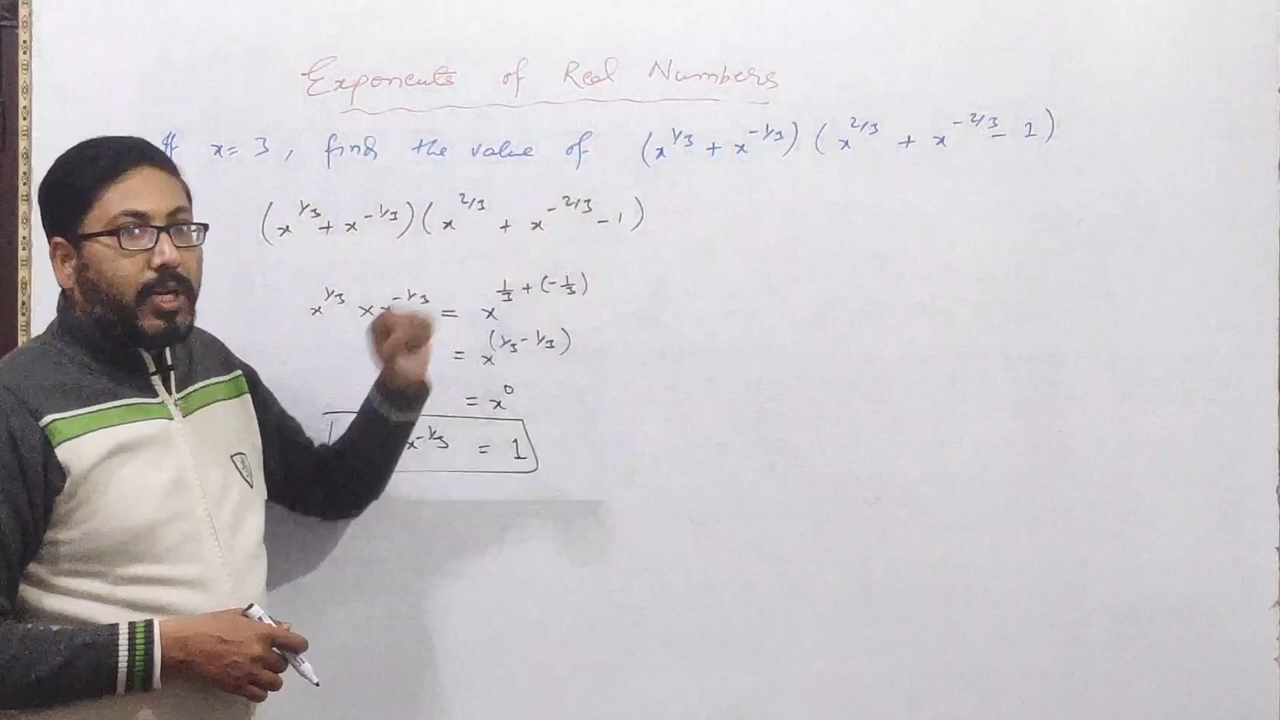 Exponents of Real Numbers
If x = 3, find the value of (x^1/3 + x^-1/3)(x^2/3 + x^-2/3 - 1)
(x^1/3 + x^-1/3)(x^2/3 + x^-2/3 - 1)
x^1/3 × x^-1/3 = x^1/3 + (-1/3)
= x^(1/3 - 1/3)
= x^0
x^-1/3 = 1